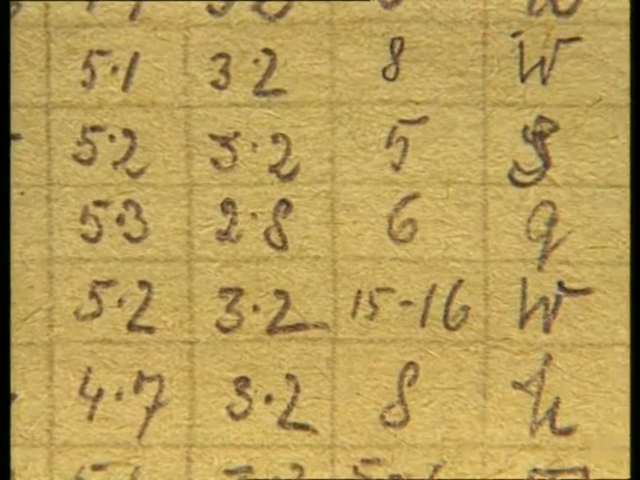 5.1 3.2 8 W
5.2 3.2 5
5.3 2.8 6 g
5.2 3.2 15-16 W
4.7 3.2 8 h